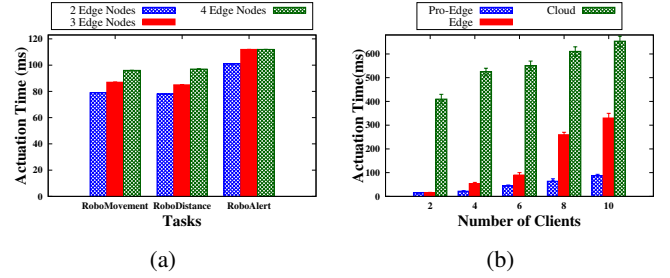 2 Edge Nodes
3 Edge Nodes
4 Edge Nodes
Actuation Time (ms)
120
100
80
60
40
20
0
RoboMovement RoboDistance RoboAlert
Tasks
(a)
Pro-Edge
Edge
Cloud
Actuation Time(ms)
600
500
400
300
200
100
0
2 4 6 8 10
Number of Clients
(b)